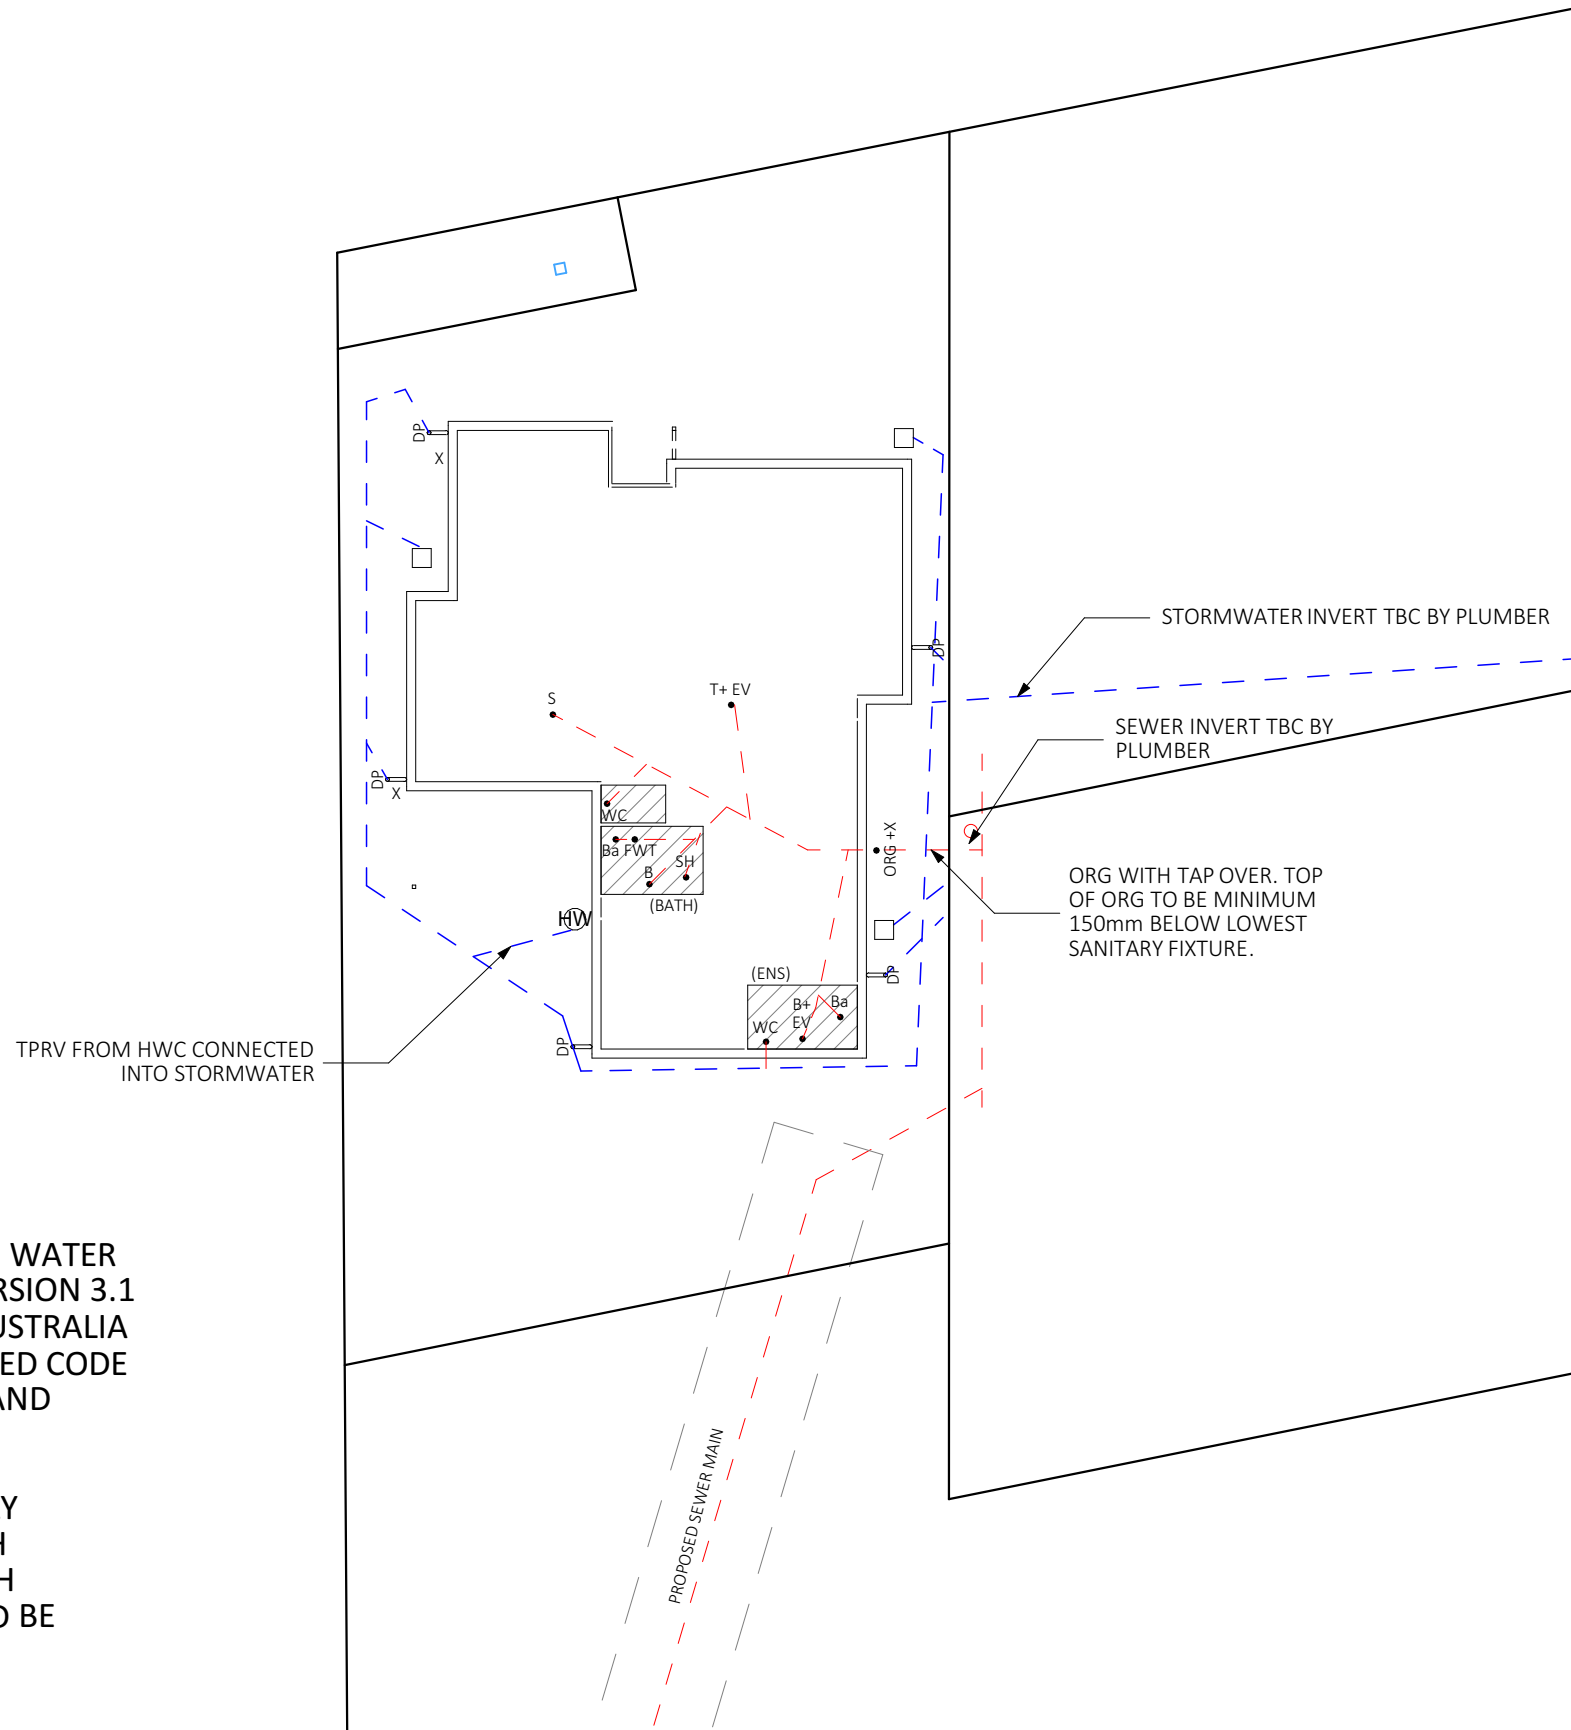 DP
X
STORMWATER INVERT TBC BY PLUMBER
DP
S
T+ EV
SEWER INVERT TBC BY
PLUMBER
DP
X
WC
ORG +X
Ba FWT
SH
B
(BATH)
ORG WITH TAP OVER. TOP
OF ORG TO BE MINIMUM
150mm BELOW LOWEST
SANITARY FIXTURE.
HW
(ENS)
DP
B+
EV
Ba
WC
DP
TPRV FROM HWC CONNECTED
INTO STORMWATER
WATER
RSION 3.1
USTRALIA
ED CODE
AND
PROPOSED SEWER MAIN
LY
H
H
O BE